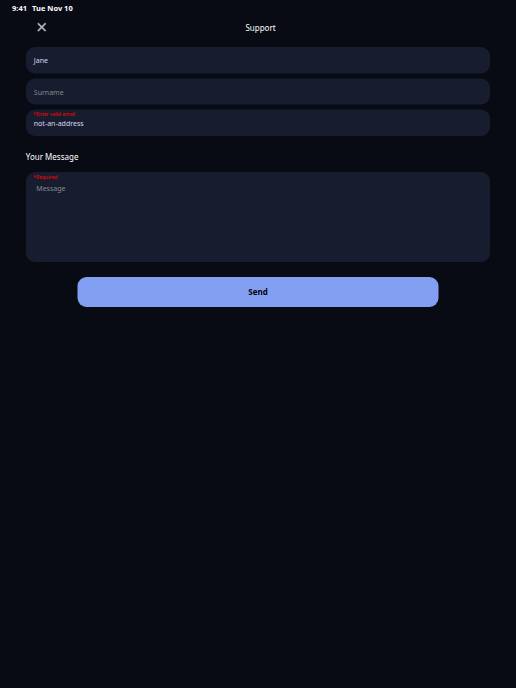 9:41 Tue Nov 10
Support
Jane
Surname
*Enter valid email
not-an-address
Your Message
*Required
Message
Send